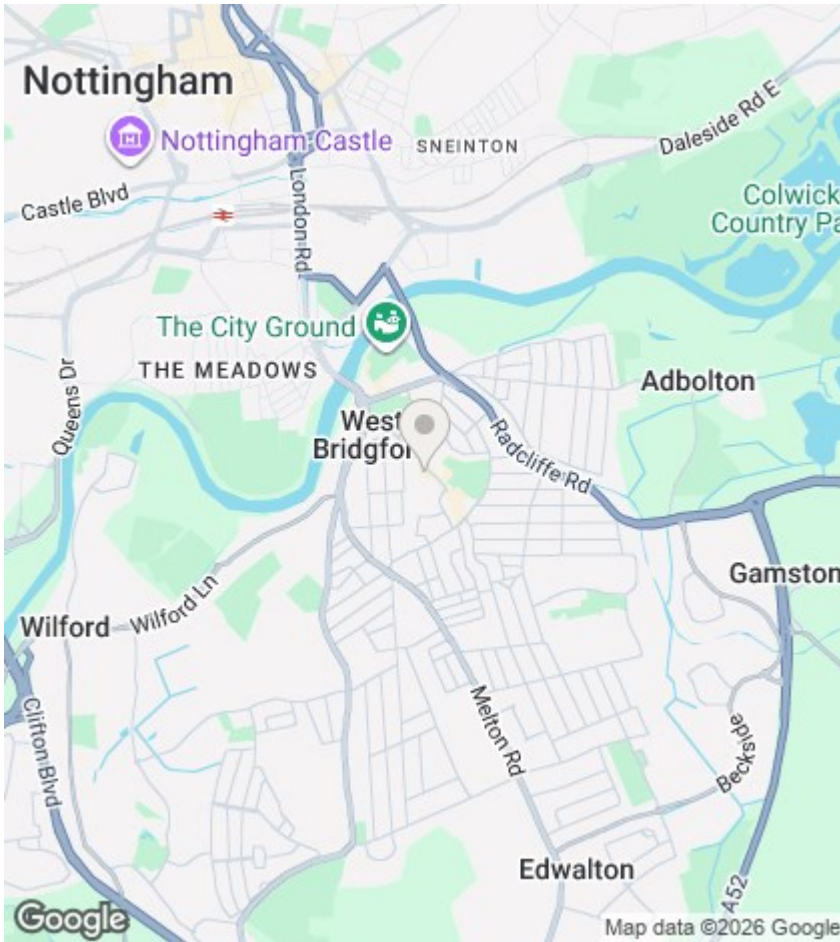 Nottingham
Nottingham Castle
SNEINTON
Daleside Rd E
Castle Blvd
London Rd
Colwick
Country Pa
The City Ground
THE MEADOWS
Queens Dr
Adbolton
West
Bridgfor
Radcliffe Rd
Gamston
Wilford
Wilford Ln
Melton Rd
Clifton Blvd
Beckside
Edwalton
A52
Google
Map data ©2026 Google